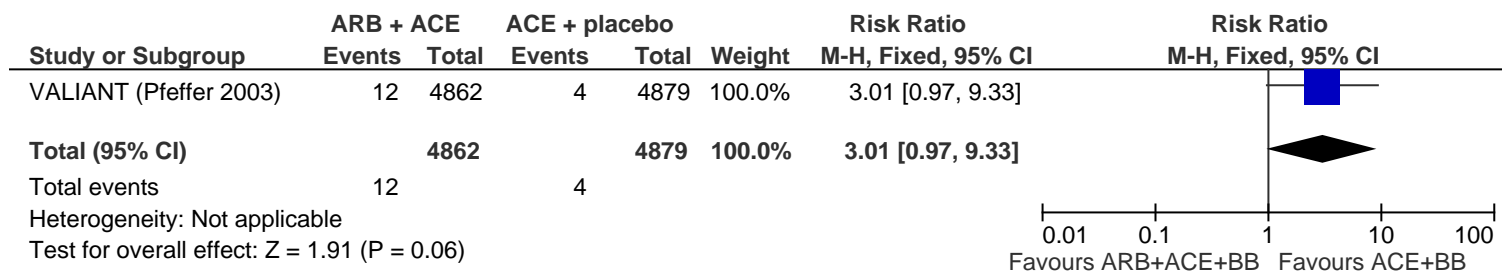 ARB + ACE ACE + placebo Risk Ratio Risk Ratio
Study or Subgroup Events Total Events Total Weight M-H, Fixed, 95% CI M-H, Fixed, 95% CI
VALIANT (Pfeffer 2003) 12 4862 4 4879 100.0% 3.01 [0.97, 9.33]
Total (95% CI) 4862 4879 100.0% 3.01 [0.97, 9.33]
Total events 12 4
Heterogeneity: Not applicable
Test for overall effect: Z = 1.91 (P = 0.06)
0.01 0.1 1 10 100
Favours ARB+ACE+BB Favours ACE+BB